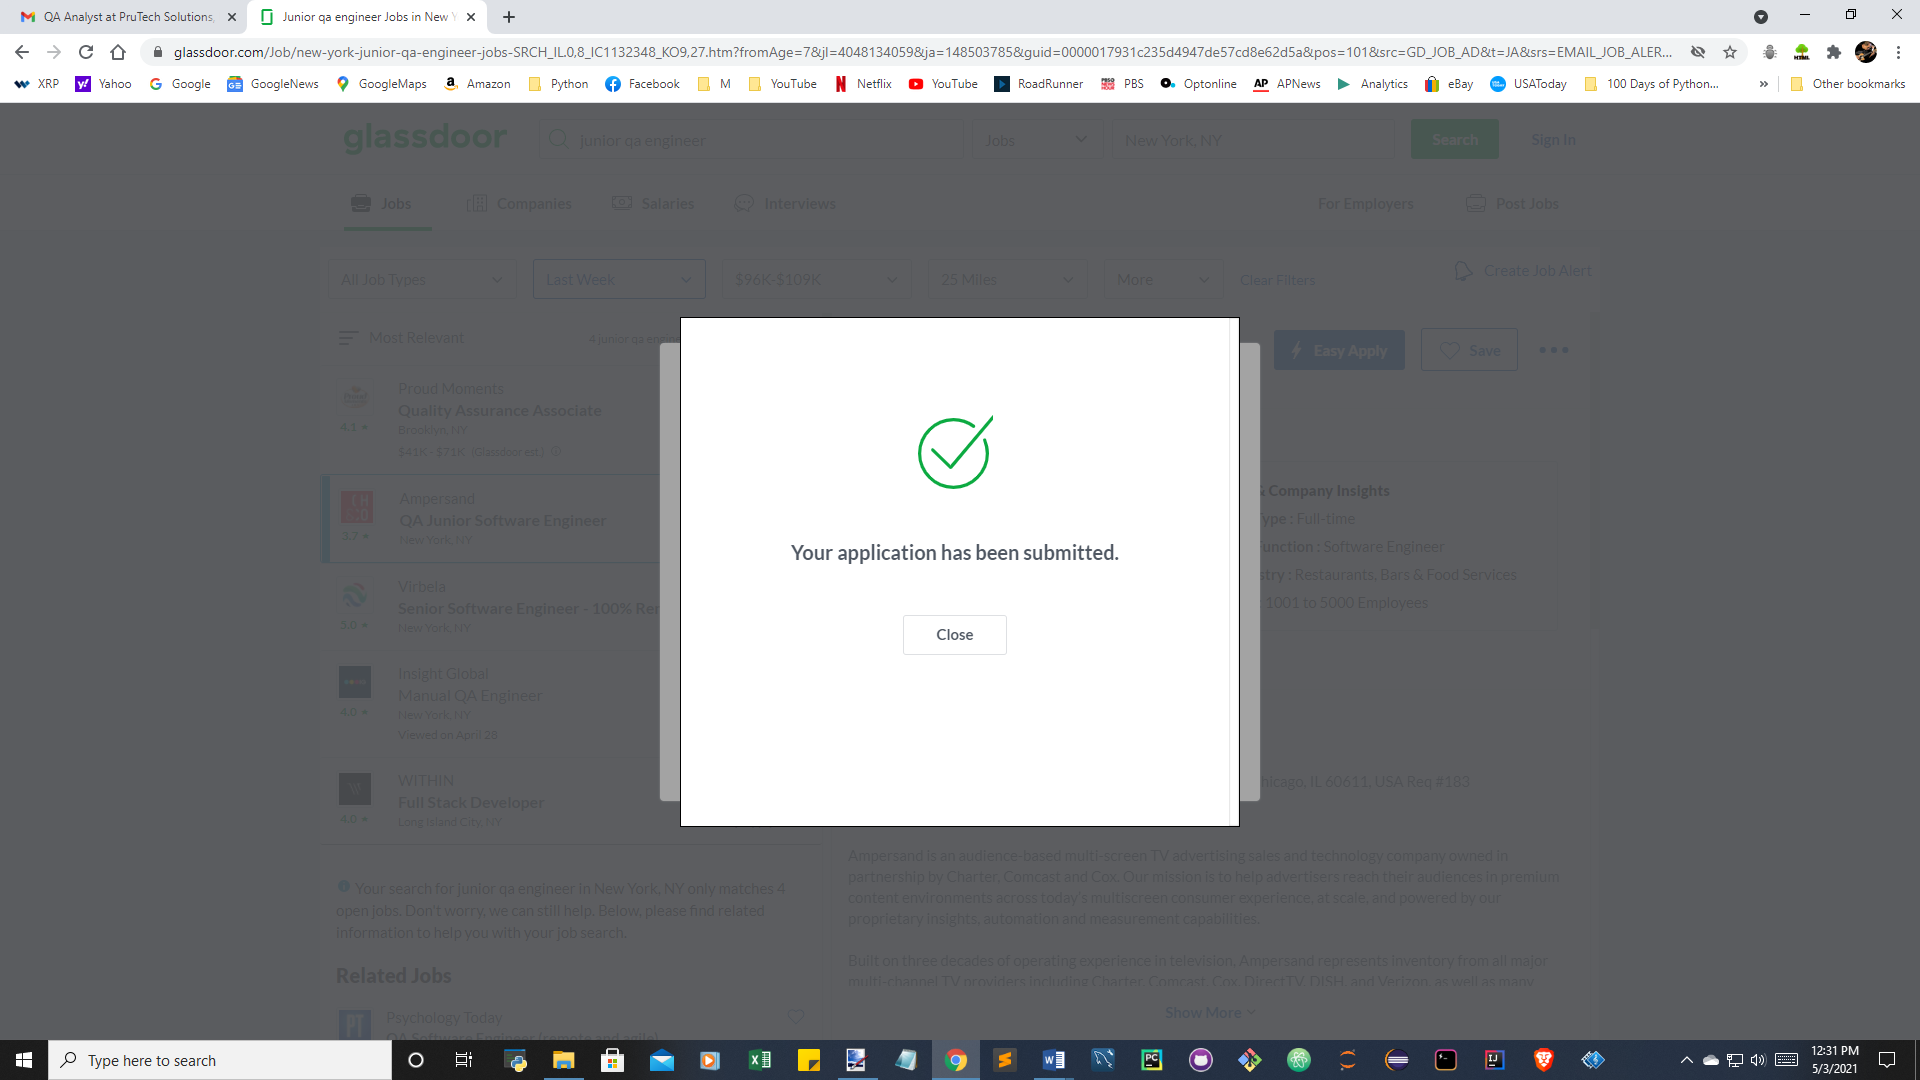 QA Analyst at PruTech Solutions,
Junior qa engineer Jobs in New Y
glassdoor.com/Job/new-york-junior-qa-engineer-jobs-SRCH_IL.0,8_IC1132348_KO9,27.htm?fromAge=7&jl=4048134059&ja=148503785&guid=0000017931c235d4947de57cd8e62d5a&pos=101&src=GD_JOB_AD&t=JA&srs=EMAIL_JOB_ALER...
XRP Yahoo Google GoogleNews GoogleMaps Amazon Python Facebook M YouTube Netflix YouTube RoadRunner PBS Optonline APNews Analytics eBay USAToday 100 Days of Python... » Other bookmarks
glassdoor junior qa engineer Jobs New York, NY Search Sign In
Jobs Companies Salaries Interviews For Employers Post Jobs
All Job Types Last Week $96K-$109K 25 Miles More Clear Filters Create Job Alert
Most Relevant 4 junior qa engine
Easy Apply Save
Proud Moments
Quality Assurance Associate
4.1 ★ Brooklyn, NY
$41K - $71K (Glassdoor est.)
Ampersand
QA Junior Software Engineer
3.7 ★ New York, NY
Virbela
Senior Software Engineer - 100% Rem
5.0 ★ New York, NY
Insight Global
Manual QA Engineer
4.0 ★ New York, NY
Viewed on April 28
WITHIN
Full Stack Developer
4.0 ★ Long Island City, NY
Your application has been submitted.
Close
& Company Insights
Type : Full-time
Function : Software Engineer
stry : Restaurants, Bars & Food Services
: 1001 to 5000 Employees
hicago, IL 60611, USA Req #183
Ampersand is an audience-based multi-screen TV advertising sales and technology company owned in
partnership by Charter, Comcast and Cox. Our mission is to help advertisers reach their audiences in premium
content environments across today's multiscreen consumer experience, at scale, and powered by our
proprietary insights, automation and measurement capabilities.
Built on three decades of operating experience in television, Ampersand represents inventory from all major
multi-channel TV providers including Charter, Comcast, Cox, DirectTV, DISH, and Verizon, as well as many
Show More
Your search for junior qa engineer in New York, NY only matches 4
open jobs. Don't worry, we can still help. Below, please find related
information to help you with your job search.
Related Jobs
Psychology Today
QA Software Engineer (remote and agile)
Type here to search
12:31 PM
5/3/2021